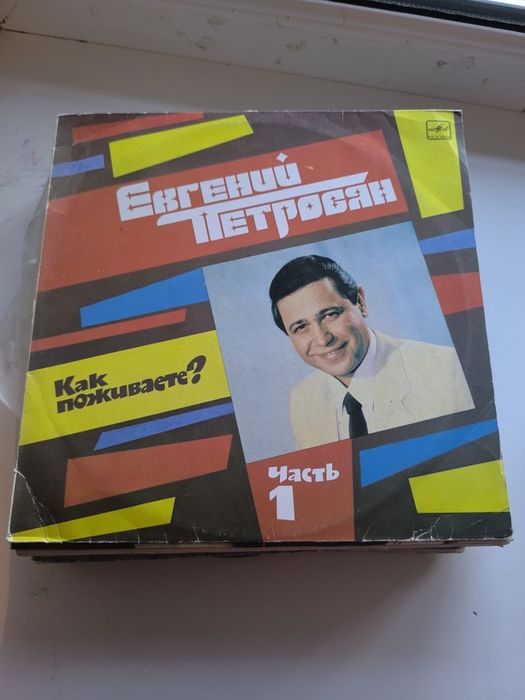 Евгений
Петросян
Как
поживаете?
Часть
1